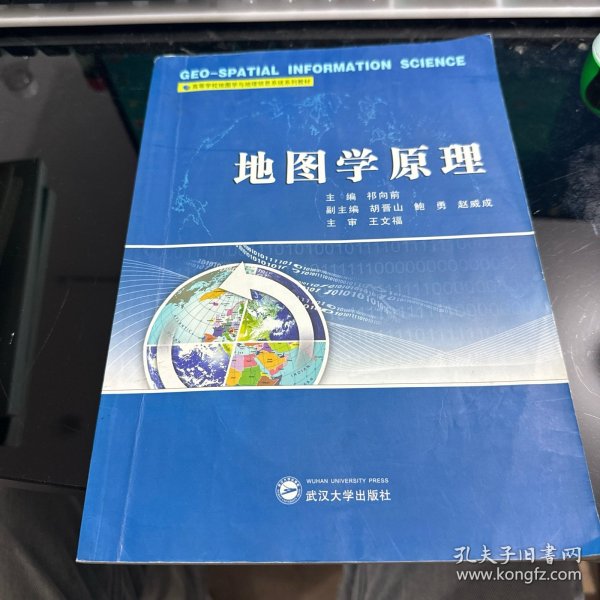 GEO-SPATIAL INFORMATION SCIENCE
高等学校地图学与地理信息系统系列教材
地图学原理
主 编 祁向前
副主编 胡晋山 鲍 勇 赵威成
主 审 王文福
WUHAN UNIVERSITY PRESS
武汉大学出版社
孔夫子旧书网
www.kongfz.com